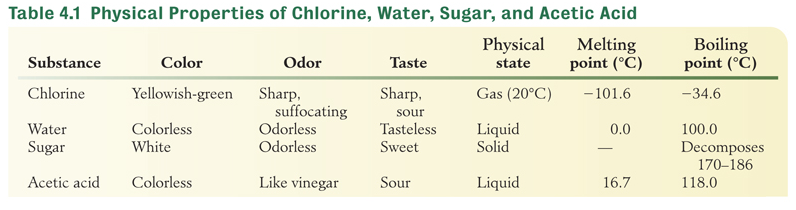 Table 4.1 Physical Properties of Chlorine, Water, Sugar, and Acetic Acid
Physical Melting Boiling
Substance Color Odor Taste state point (°C) point (°C)
Chlorine Yellowish-green Sharp, Sharp, Gas (20°C) −101.6 −34.6
suffocating sour
Water Colorless Odorless Tasteless Liquid 0.0 100.0
Sugar White Odorless Sweet Solid — Decomposes
170–186
Acetic acid Colorless Like vinegar Sour Liquid 16.7 118.0